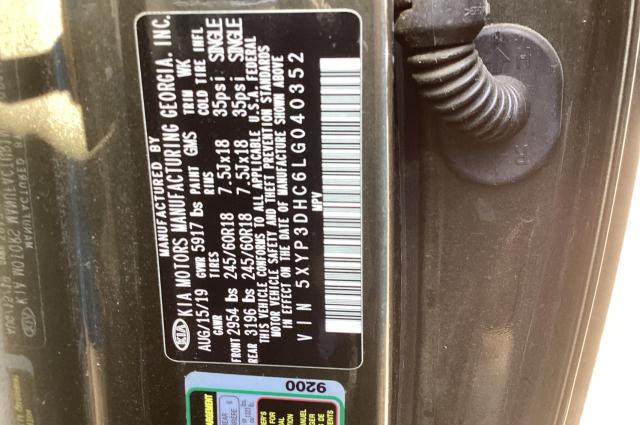 MANUFACTURED BY
KIA KIA MOTORS MANUFACTURING GEORGIA. INC.
AUG/15/19 GVWR 5917 lbs PAINT GMS TRIM WK
GAWR TIRES RIMS COLD TIRE INFL
FRONT 2954 lbs 245/60R18 7.5Jx18 35psi SINGLE
REAR 3196 lbs 245/60R18 7.5Jx18 35psi SINGLE
THIS VEHICLE CONFORMS TO ALL APPLICABLE U.S.A. FEDERAL
MOTOR VEHICLE SAFETY AND THEFT PREVENTION STANDARDS
IN EFFECT ON THE DATE OF MANUFACTURE SHOWN ABOVE
VIN 5XYP3DHC6LG040352
MPV
9200